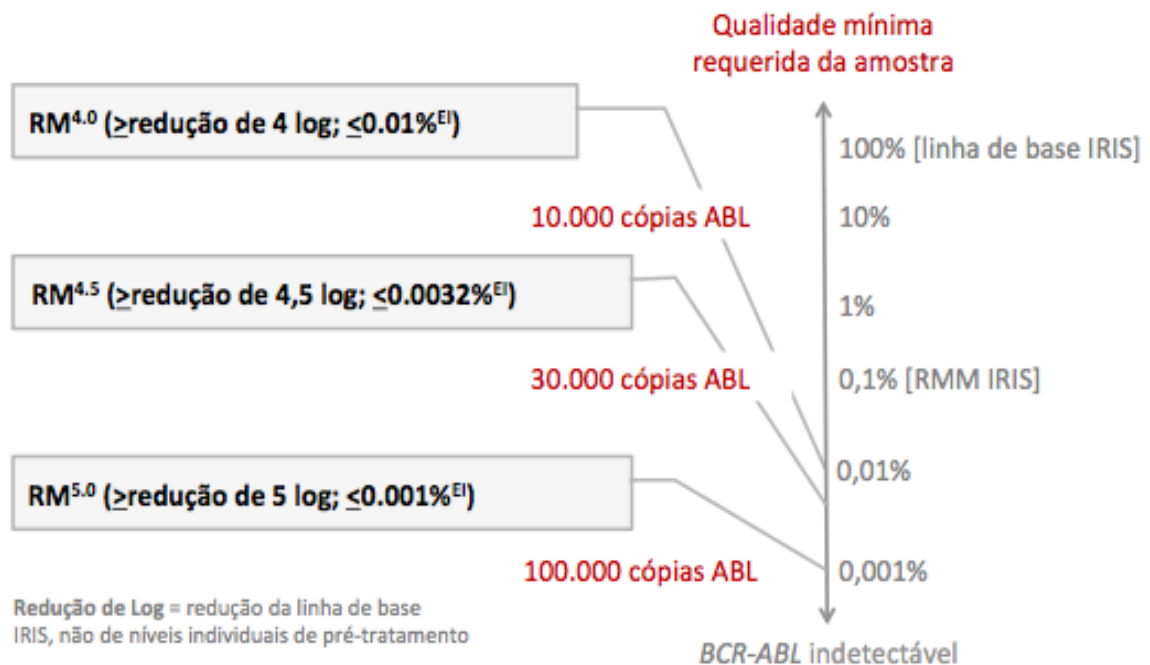 Qualidade mínima
requerida da amostra
RM4.0 (≥redução de 4 log; ≤0.01%EI)
100% [linha de base IRIS]
10.000 cópias ABL
10%
RM4.5 (≥redução de 4,5 log; ≤0.0032%EI)
1%
30.000 cópias ABL
0,1% [RMM IRIS]
0,01%
RM5.0 (≥redução de 5 log; ≤0.001%EI)
100.000 cópias ABL
0,001%
Redução de Log = redução da linha de base
IRIS, não de níveis individuais de pré-tratamento
BCR-ABL indetectável